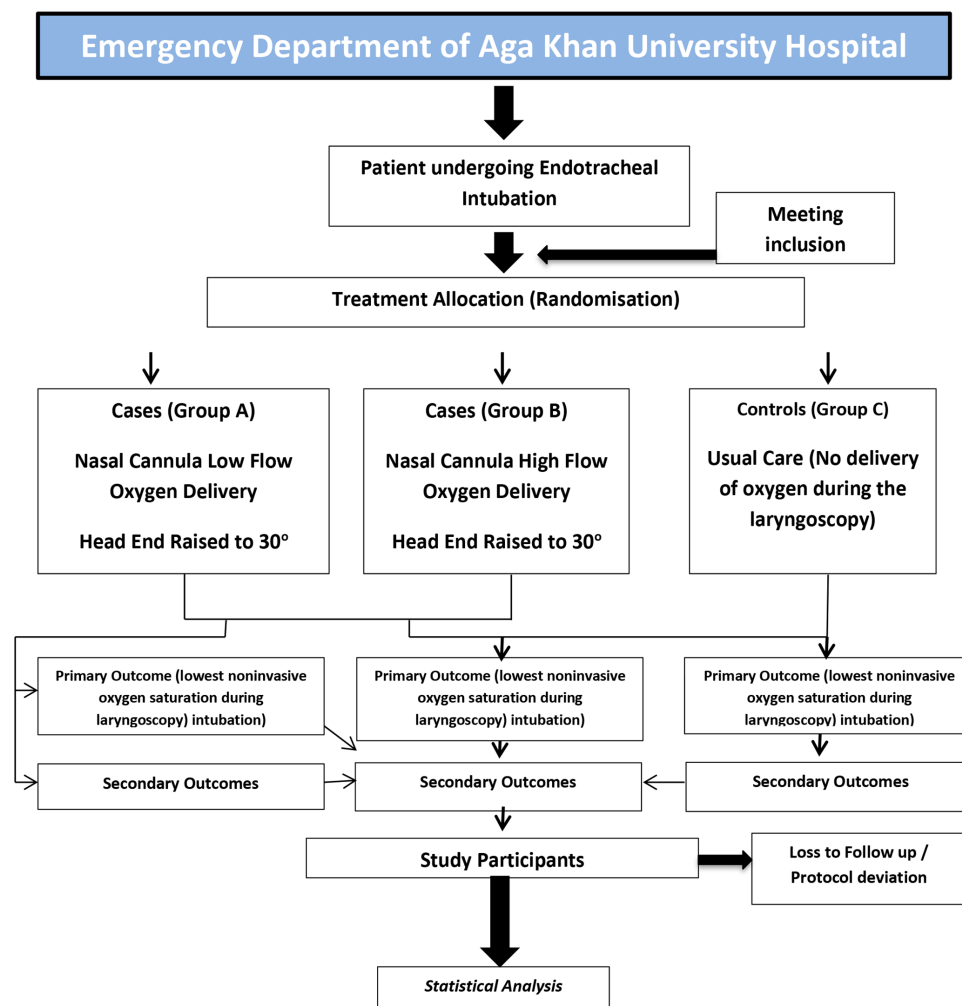 Emergency Department of Aga Khan University Hospital
Patient undergoing Endotracheal
Intubation
Meeting
inclusion
Treatment Allocation (Randomisation)
Cases (Group A)
Nasal Cannula Low Flow
Oxygen Delivery
Head End Raised to 30°
Cases (Group B)
Nasal Cannula High Flow
Oxygen Delivery
Head End Raised to 30°
Controls (Group C)
Usual Care (No delivery
of oxygen during the
laryngoscopy)
Primary Outcome (lowest noninvasive
oxygen saturation during
laryngoscopy) intubation)
Primary Outcome (lowest noninvasive
oxygen saturation during
laryngoscopy) intubation)
Primary Outcome (lowest noninvasive
oxygen saturation during
laryngoscopy) intubation)
Secondary Outcomes
Secondary Outcomes
Secondary Outcomes
Study Participants
Loss to Follow up /
Protocol deviation
Statistical Analysis